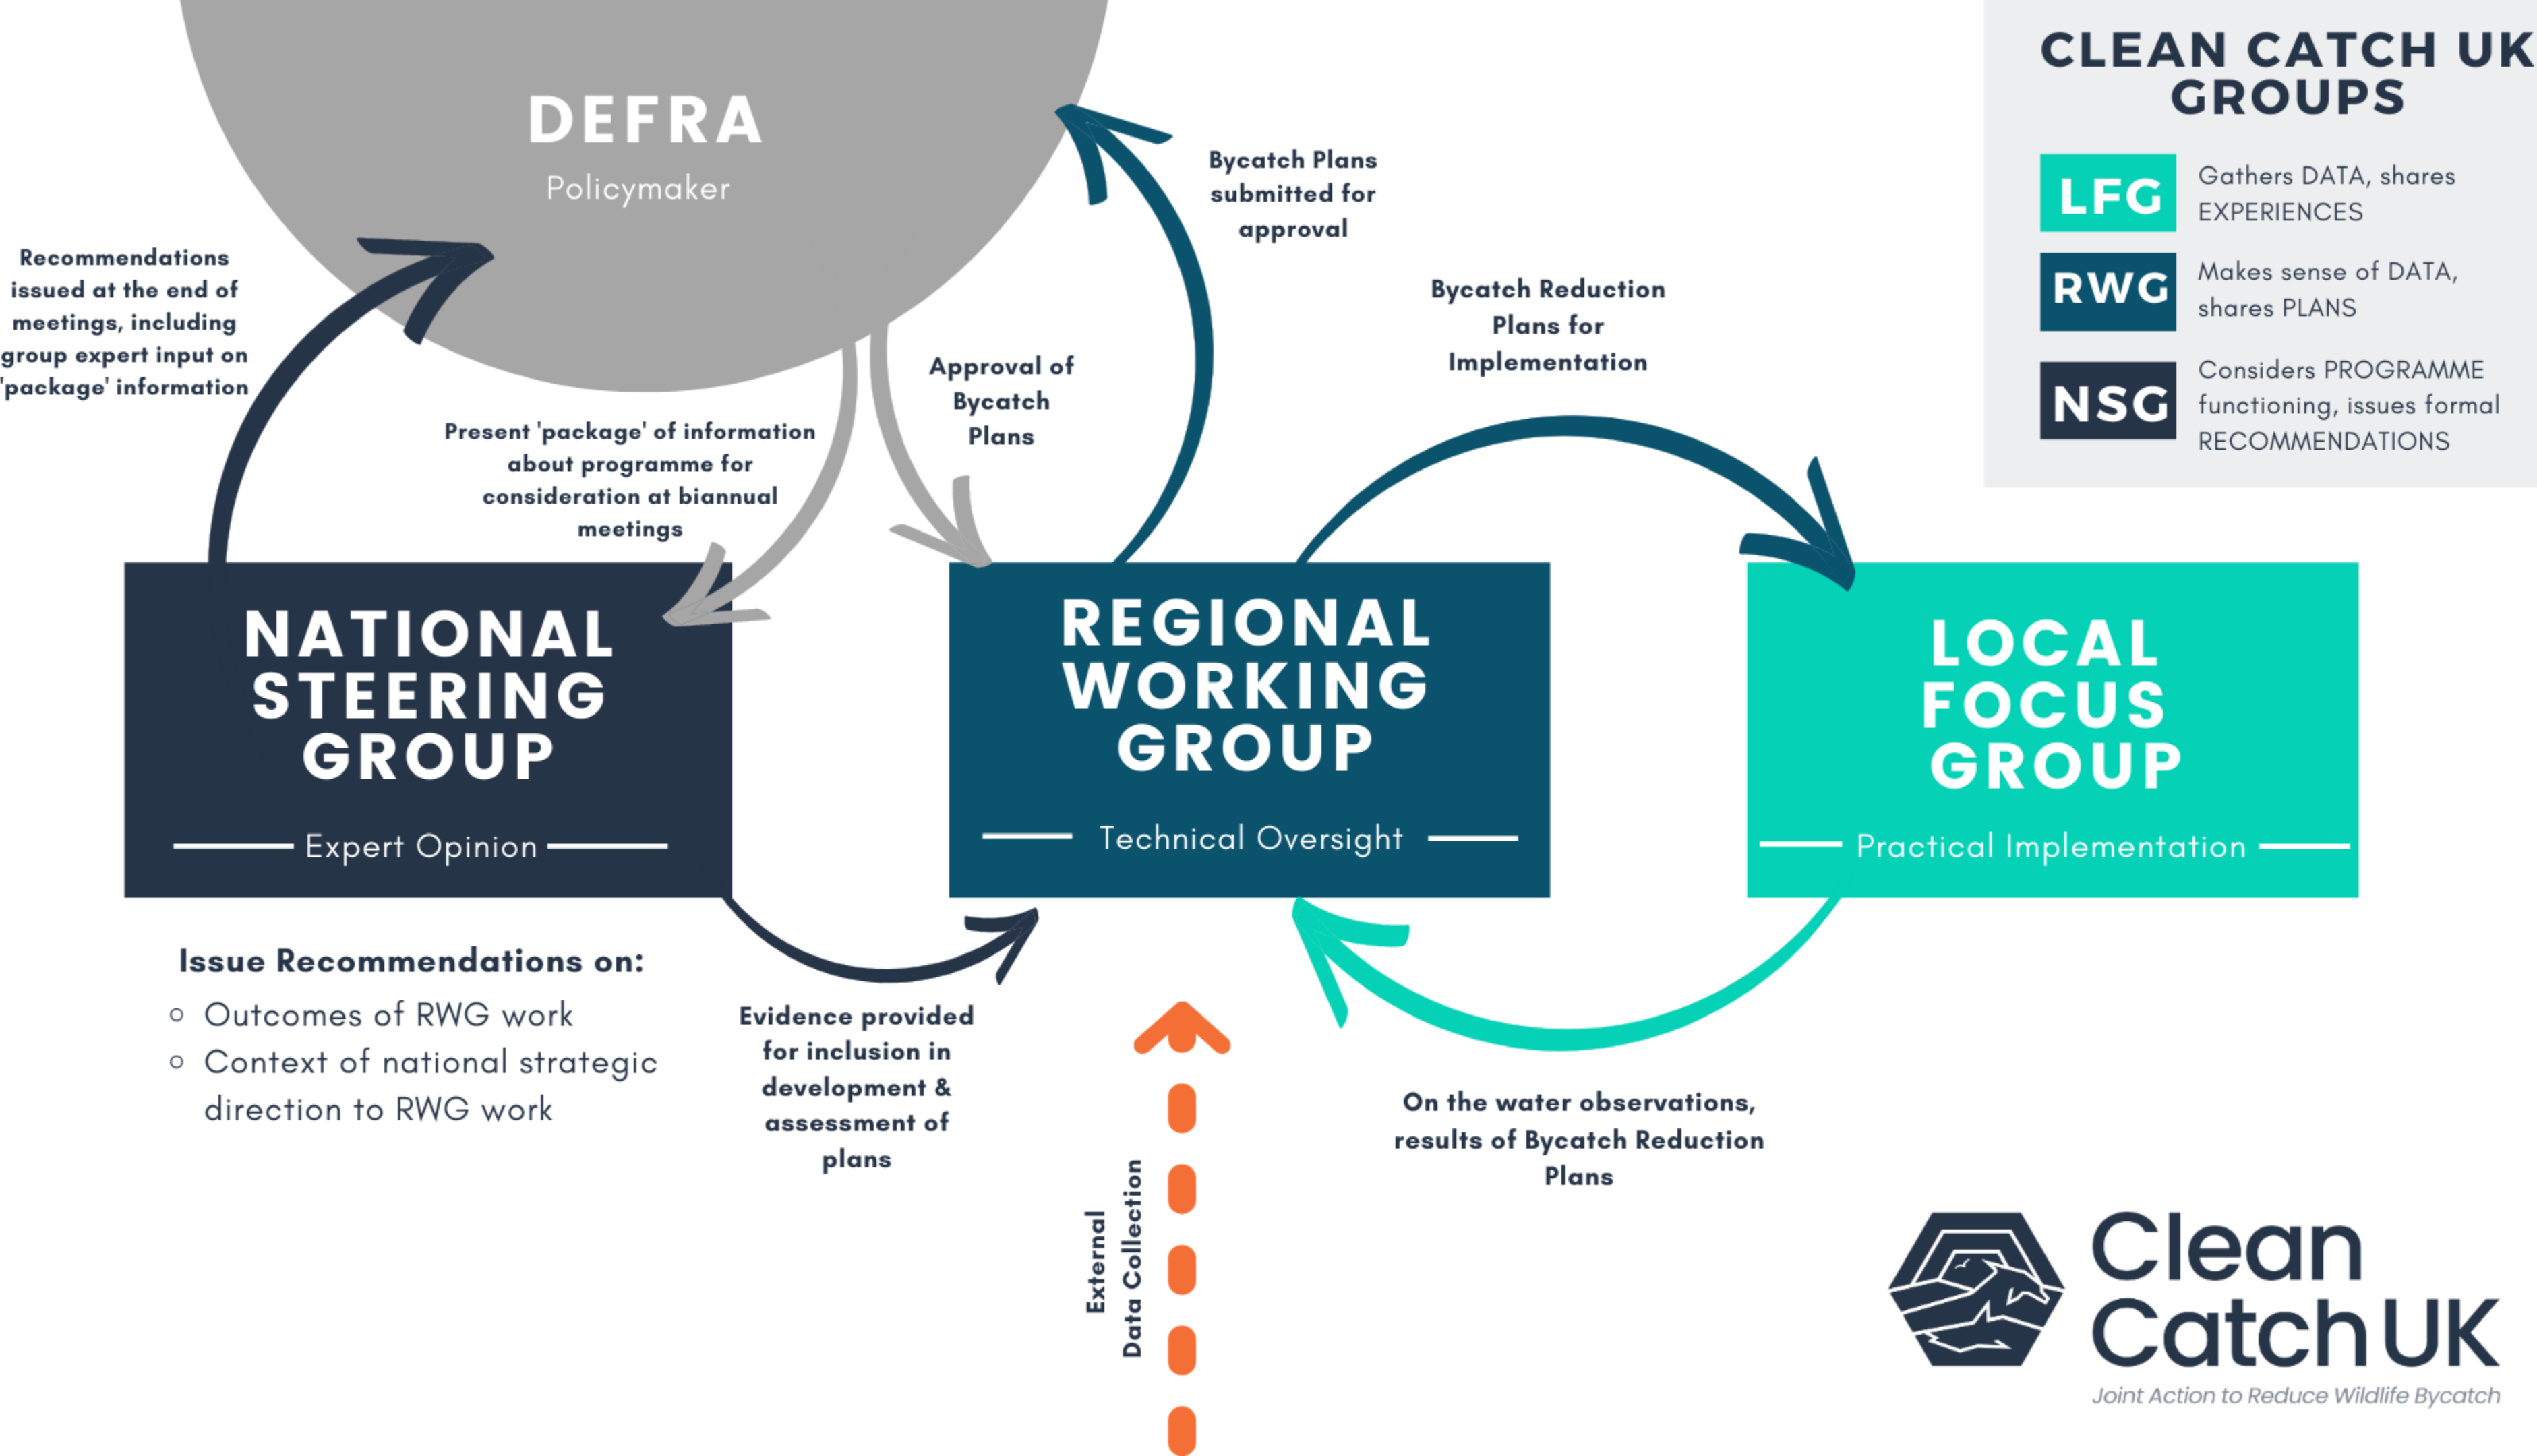 DEFRA
Policymaker
CLEAN CATCH UK
GROUPS
LFG
Gathers DATA, shares
EXPERIENCES
RWG
Makes sense of DATA,
shares PLANS
NSG
Considers PROGRAMME
functioning, issues formal
RECOMMENDATIONS
Recommendations
issued at the end of
meetings, including
group expert input on
'package' information
Present 'package' of information
about programme for
consideration at biannual
meetings
Approval of
Bycatch
Plans
Bycatch Plans
submitted for
approval
Bycatch Reduction
Plans for
Implementation
NATIONAL
STEERING
GROUP
Expert Opinion
REGIONAL
WORKING
GROUP
Technical Oversight
LOCAL
FOCUS
GROUP
Practical Implementation
Issue Recommendations on:
Outcomes of RWG work
Context of national strategic
direction to RWG work
Evidence provided
for inclusion in
development &
assessment of
plans
External
Data Collection
On the water observations,
results of Bycatch Reduction
Plans
Clean
Catch UK
Joint Action to Reduce Wildlife Bycatch